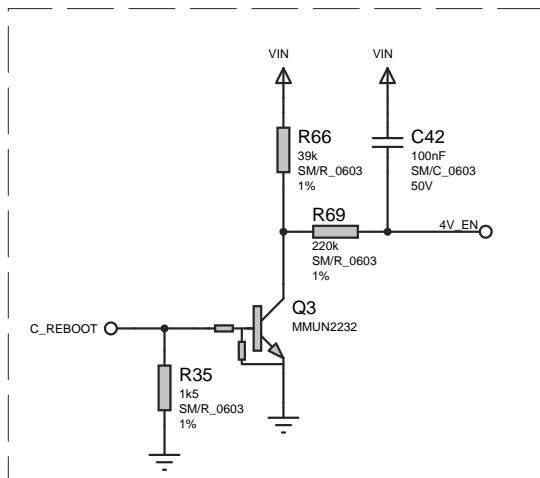 VIN
VIN
R66
39k
SM/R_0603
1%
C42
100nF
SM/C_0603
50V
R69
220k
SM/R_0603
1%
4V_EN
Q3
MMUN2232
C_REBOOT
R35
1k5
SM/R_0603
1%